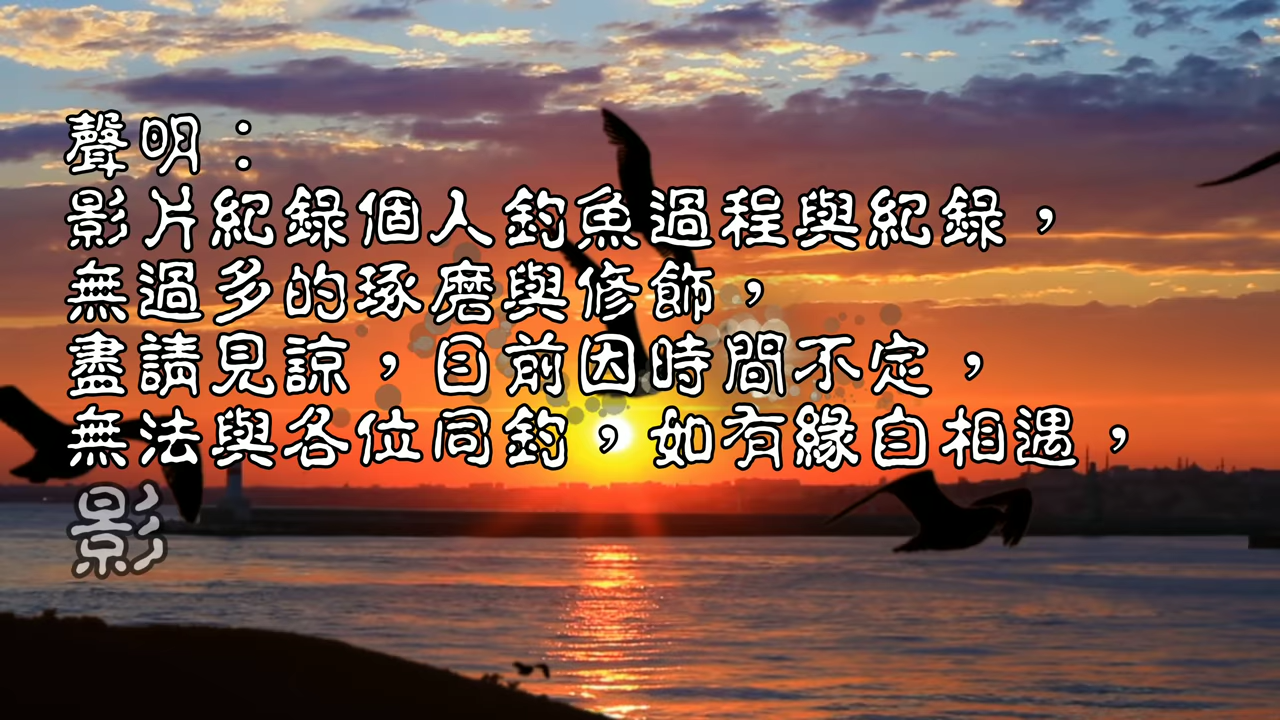 聲明：
影片紀錄個人釣魚過程與紀錄，
無過多的琢磨與修飾，
盡請見諒，目前因時間不定，
無法與各位同釣，如有緣自相遇，
影